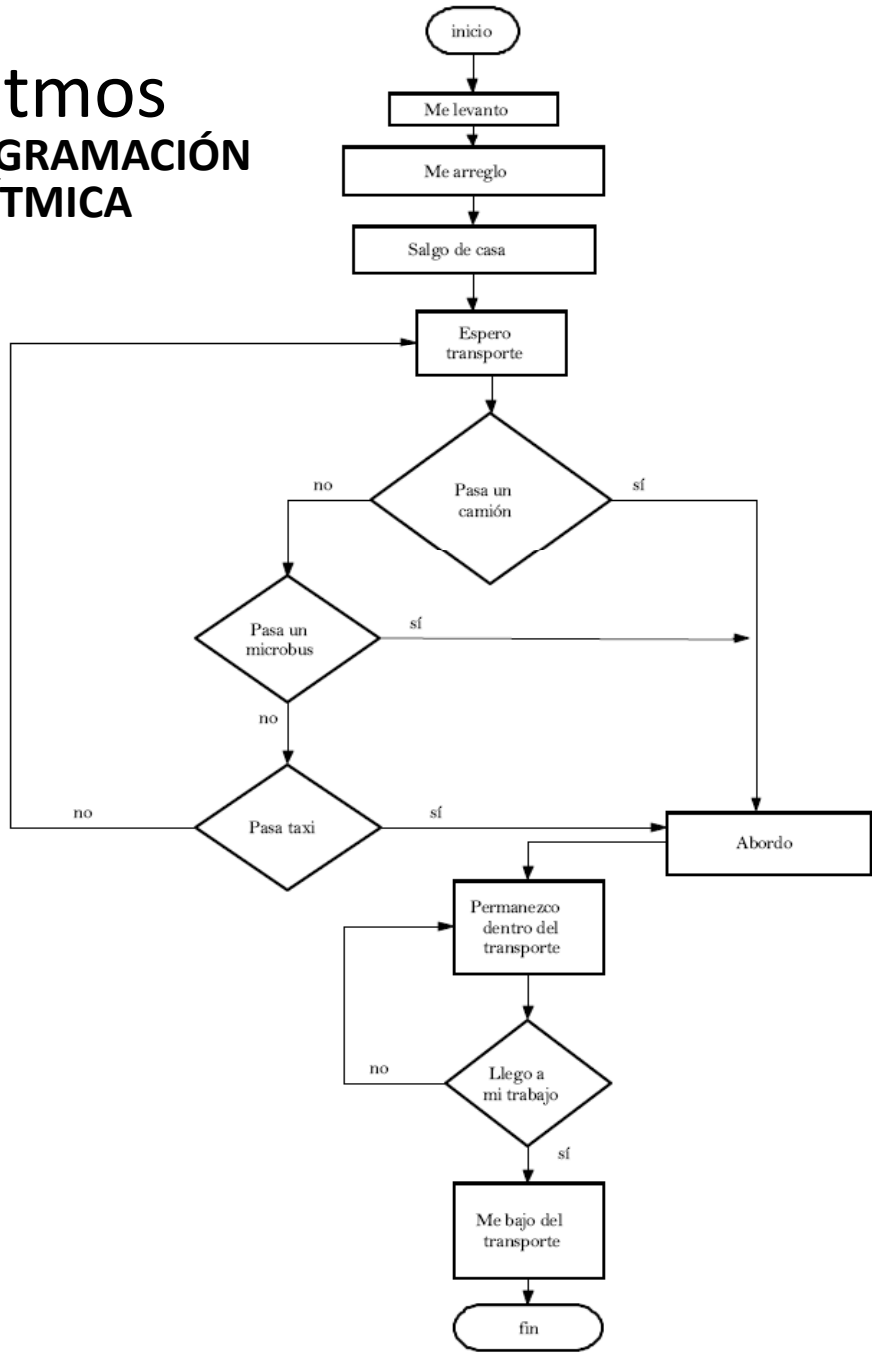 tmos
GRAMACIÓN
TMICA
inicio
Me levanto
Me arreglo
Salgo de casa
Espero
transporte
no
Pasa un
camión
sí
Pasa un
microbus
sí
no
no
Pasa taxi
sí
Abordo
Permanezco
dentro del
transporte
no
Llego a
mi trabajo
sí
Me bajo del
transporte
fin